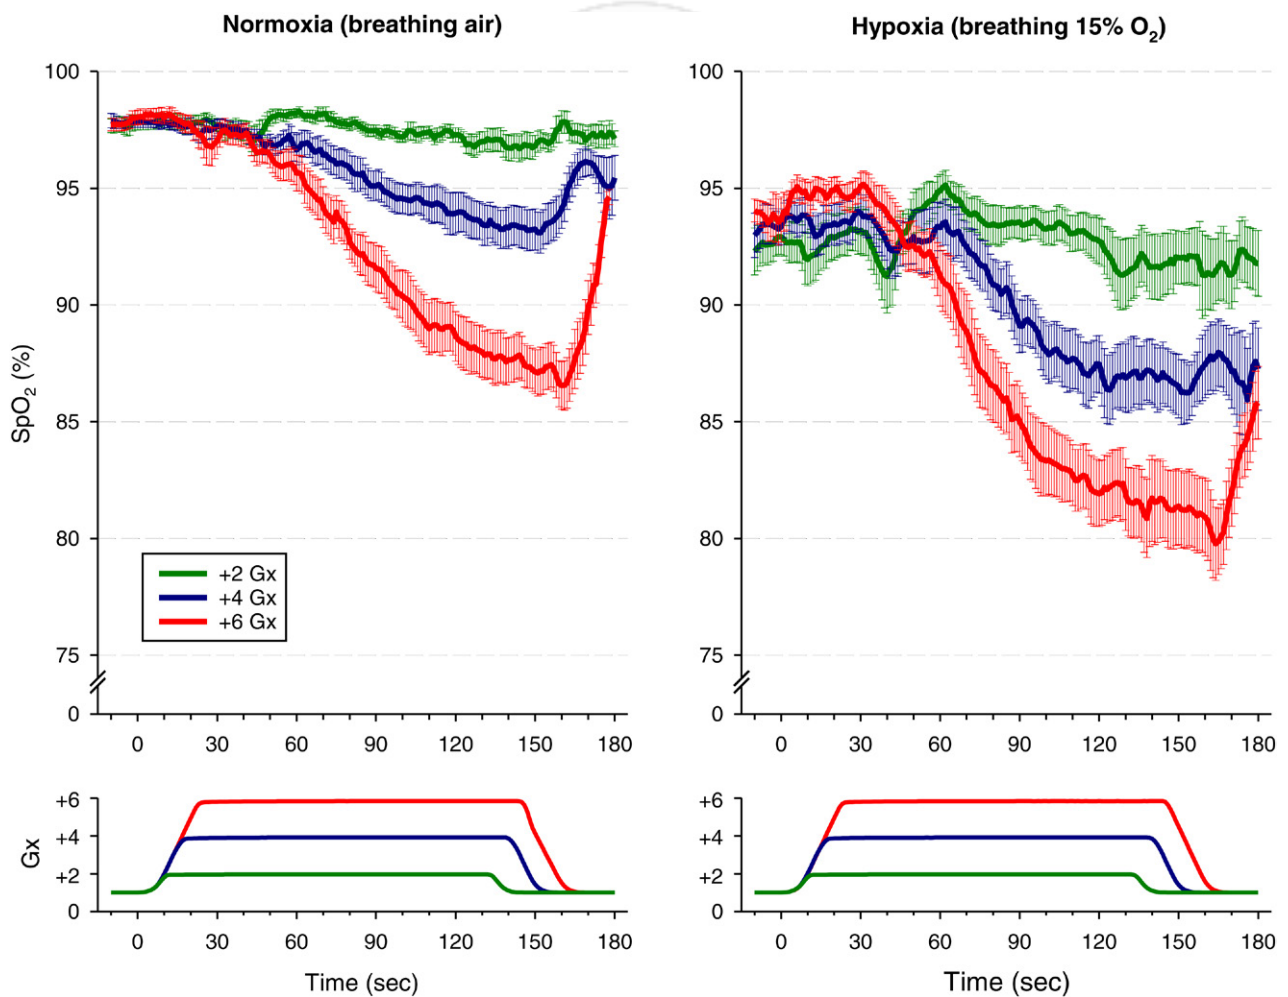 Normoxia (breathing air)
Hypoxia (breathing 15% O₂)
SpO₂ (%)
100
95
90
85
80
75
0
+2 Gx
+4 Gx
+6 Gx
0 30 60 90 120 150 180
100
95
90
85
80
75
0
0 30 60 90 120 150 180
Gx
+6
+4
+2
0
0 30 60 90 120 150 180
Time (sec)
+6
+4
+2
0
0 30 60 90 120 150 180
Time (sec)